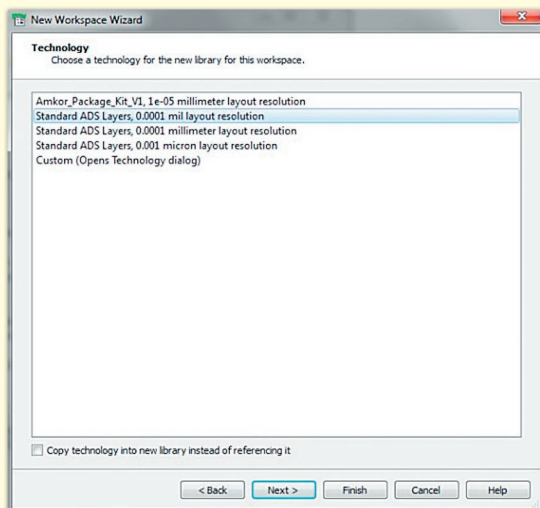 New Workspace Wizard
Technology
Choose a technology for the new library for this workspace.
Amkor_Package_Kit_V1, 1e-05 millimeter layout resolution
Standard ADS Layers, 0.0001 mil layout resolution
Standard ADS Layers, 0.0001 millimeter layout resolution
Standard ADS Layers, 0.001 micron layout resolution
Custom (Opens Technology dialog)
Copy technology into new library instead of referencing it
< Back Next > Finish Cancel Help